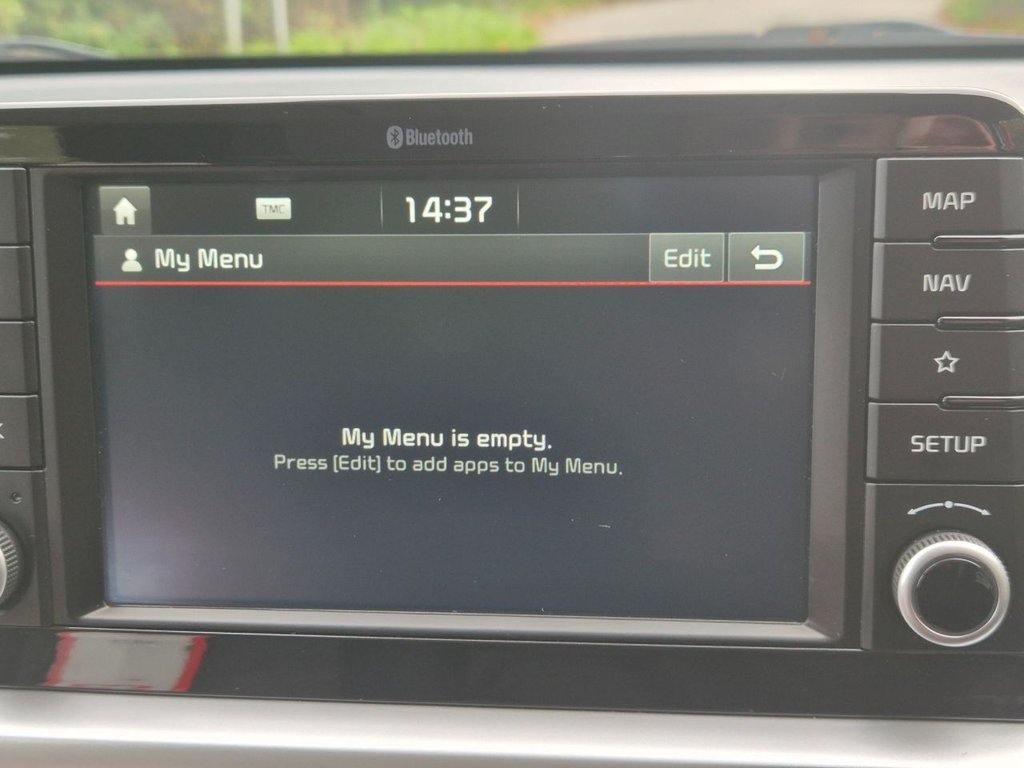 Bluetooth
TMC
14:37
My Menu
Edit
My Menu is empty.
Press [Edit] to add apps to My Menu.
MAP
NAV
SETUP